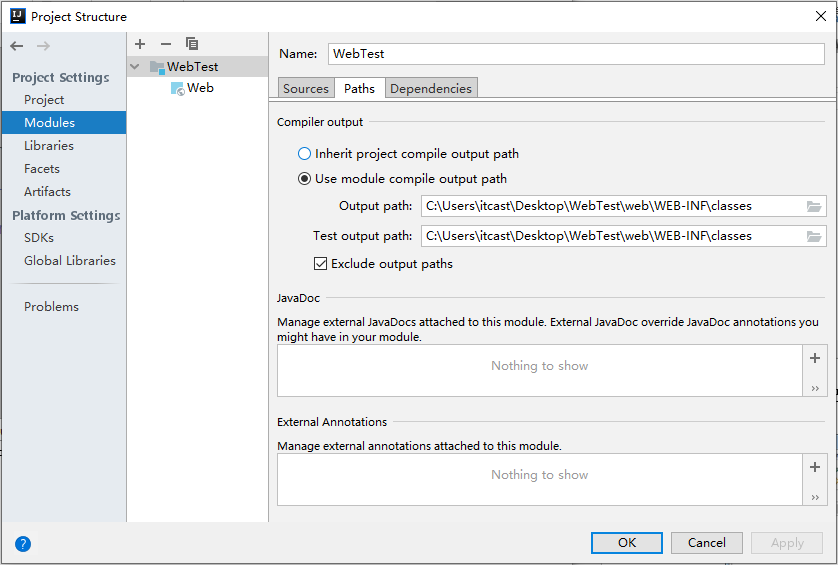 Project Structure
Project Settings
Project
Modules
Libraries
Facets
Artifacts
Platform Settings
SDKs
Global Libraries
Problems
WebTest
Web
Name: WebTest
Sources Paths Dependencies
Compiler output
Inherit project compile output path
Use module compile output path
Output path: C:\Users\itcast\Desktop\WebTest\web\WEB-INF\classes
Test output path: C:\Users\itcast\Desktop\WebTest\web\WEB-INF\classes
Exclude output paths
JavaDoc
Manage external JavaDocs attached to this module. External JavaDoc override JavaDoc annotations you
might have in your module.
Nothing to show
External Annotations
Manage external annotations attached to this module.
Nothing to show
OK Cancel Apply